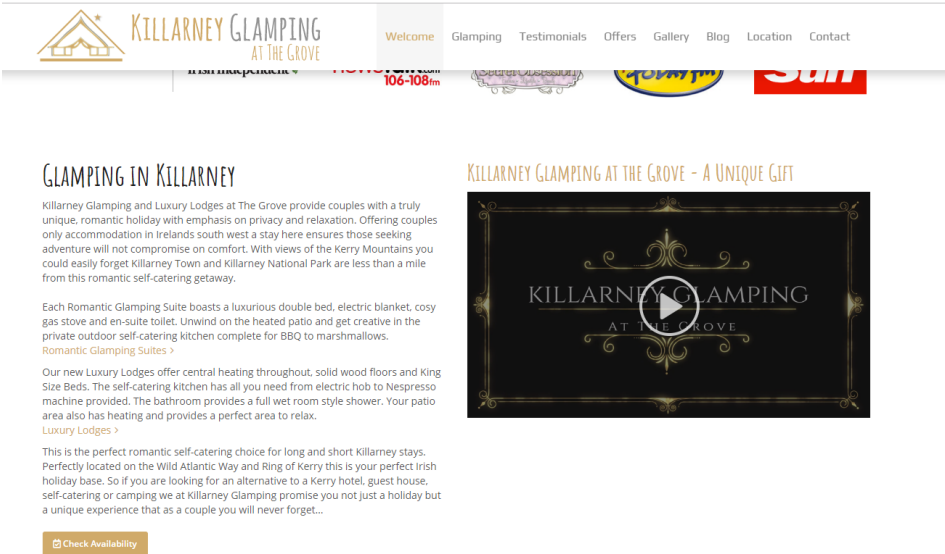 KILLARNEY GLAMPING
AT THE GROVE
Welcome Glamping Testimonials Offers Gallery Blog Location Contact
Irish Independent
newstalk.com
106-108fm
Secret Obsession
Today fm
Sun
GLAMPING IN KILLARNEY
Killarney Glamping and Luxury Lodges at The Grove provide couples with a truly
unique, romantic holiday with emphasis on privacy and relaxation. Offering couples
only accommodation in Irelands south west a stay here ensures those seeking
adventure will not compromise on comfort. With views of the Kerry Mountains you
could easily forget Killarney Town and Killarney National Park are less than a mile
from this romantic self-catering getaway.
Each Romantic Glamping Suite boasts a luxurious double bed, electric blanket, cosy
gas stove and en-suite toilet. Unwind on the heated patio and get creative in the
private outdoor self-catering kitchen complete for BBQ to marshmallows.
Romantic Glamping Suites >
Our new Luxury Lodges offer central heating throughout, solid wood floors and King
Size Beds. The self-catering kitchen has all you need from electric hob to Nespresso
machine provided. The bathroom provides a full wet room style shower. Your patio
area also has heating and provides a perfect area to relax.
Luxury Lodges >
This is the perfect romantic self-catering choice for long and short Killarney stays.
Perfectly located on the Wild Atlantic Way and Ring of Kerry this is your perfect Irish
holiday base. So if you are looking for an alternative to a Kerry hotel, guest house,
self-catering or camping we at Killarney Glamping promise you not just a holiday but
a unique experience that as a couple you will never forget...
Check Availability
KILLARNEY GLAMPING AT THE GROVE - A UNIQUE GIFT
KILLARNEY GLAMPING
AT THE GROVE